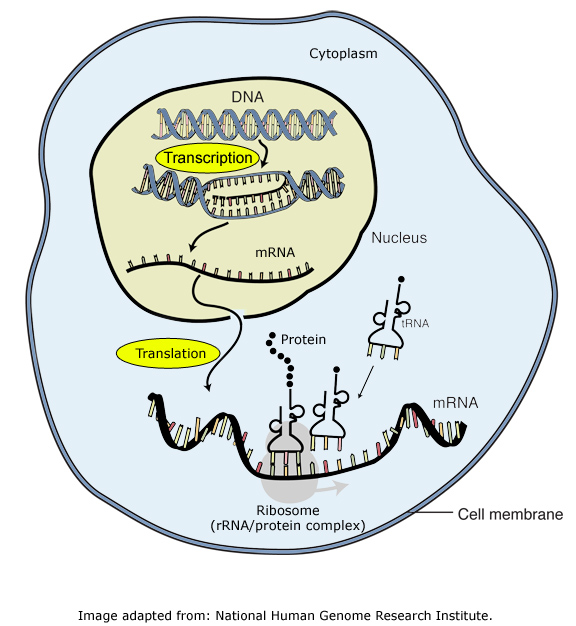 Cytoplasm
DNA
Transcription
mRNA
Nucleus
tRNA
Translation
Protein
mRNA
Ribosome
(rRNA/protein complex)
Cell membrane
Image adapted from: National Human Genome Research Institute.